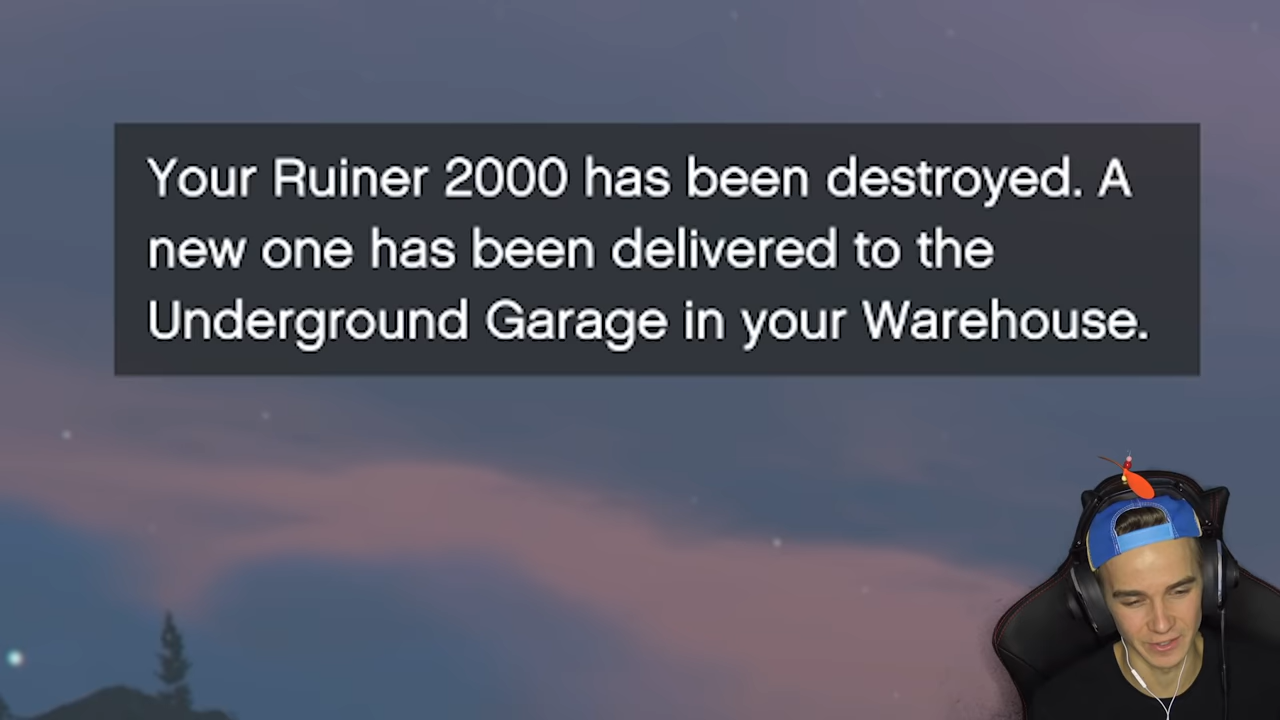 Your Ruiner 2000 has been destroyed. A
new one has been delivered to the
Underground Garage in your Warehouse.